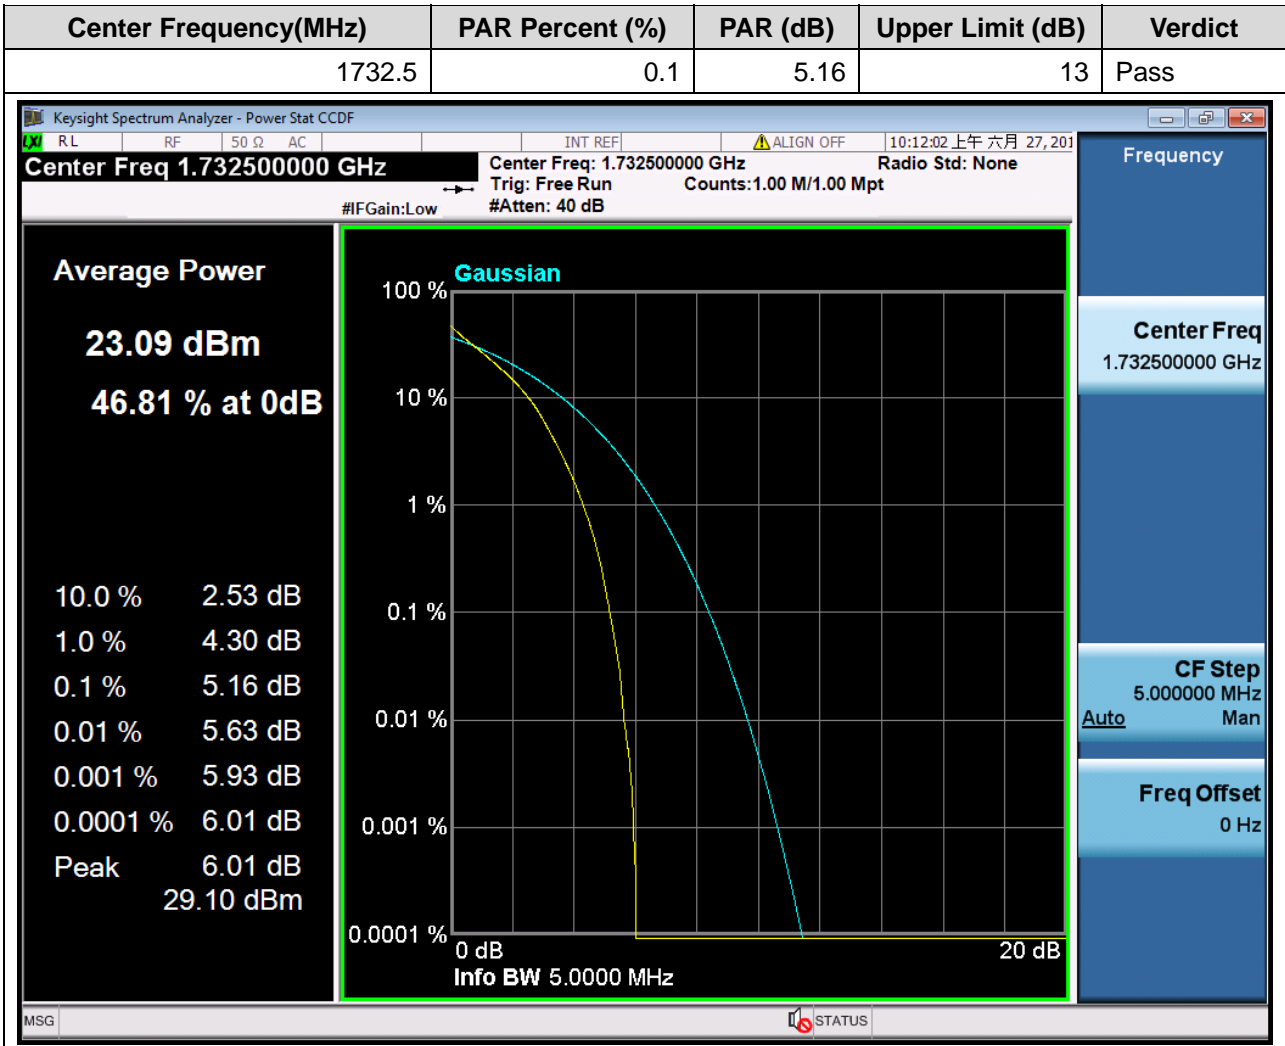 Center Frequency(MHz) PAR Percent (%) PAR (dB) Upper Limit (dB) Verdict
1732.5 0.1 5.16 13 Pass
Keysight Spectrum Analyzer - Power Stat CCDF
LXI RL RF 50 Ω AC INT REF ALIGN OFF 10:12:02 上午 六月 27, 201
Center Freq 1.732500000 GHz
#IFGain:Low
Center Freq: 1.732500000 GHz Radio Std: None
Trig: Free Run Counts:1.00 M/1.00 Mpt
#Atten: 40 dB
Average Power
23.09 dBm
46.81 % at 0dB
10.0 % 2.53 dB
1.0 % 4.30 dB
0.1 % 5.16 dB
0.01 % 5.63 dB
0.001 % 5.93 dB
0.0001 % 6.01 dB
Peak 6.01 dB
29.10 dBm
Gaussian
100 %
10 %
1 %
0.1 %
0.01 %
0.001 %
0.0001 %
0 dB 20 dB
Info BW 5.0000 MHz
Frequency
Center Freq
1.732500000 GHz
CF Step
5.000000 MHz
Auto Man
Freq Offset
0 Hz
MSG STATUS